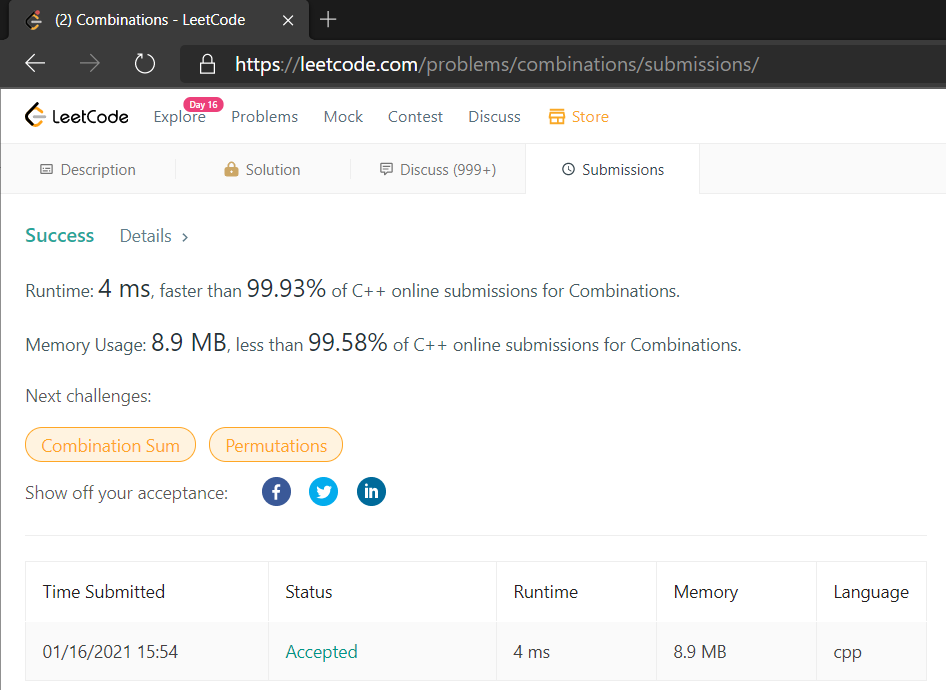 (2) Combinations - LeetCode
https://leetcode.com/problems/combinations/submissions/
LeetCode Explore Day 16 Problems Mock Contest Discuss Store
Description Solution Discuss (999+) Submissions
Success Details >
Runtime: 4 ms, faster than 99.93% of C++ online submissions for Combinations.
Memory Usage: 8.9 MB, less than 99.58% of C++ online submissions for Combinations.
Next challenges:
Combination Sum Permutations
Show off your acceptance: f in
Time Submitted Status Runtime Memory Language
01/16/2021 15:54 Accepted 4 ms 8.9 MB cpp